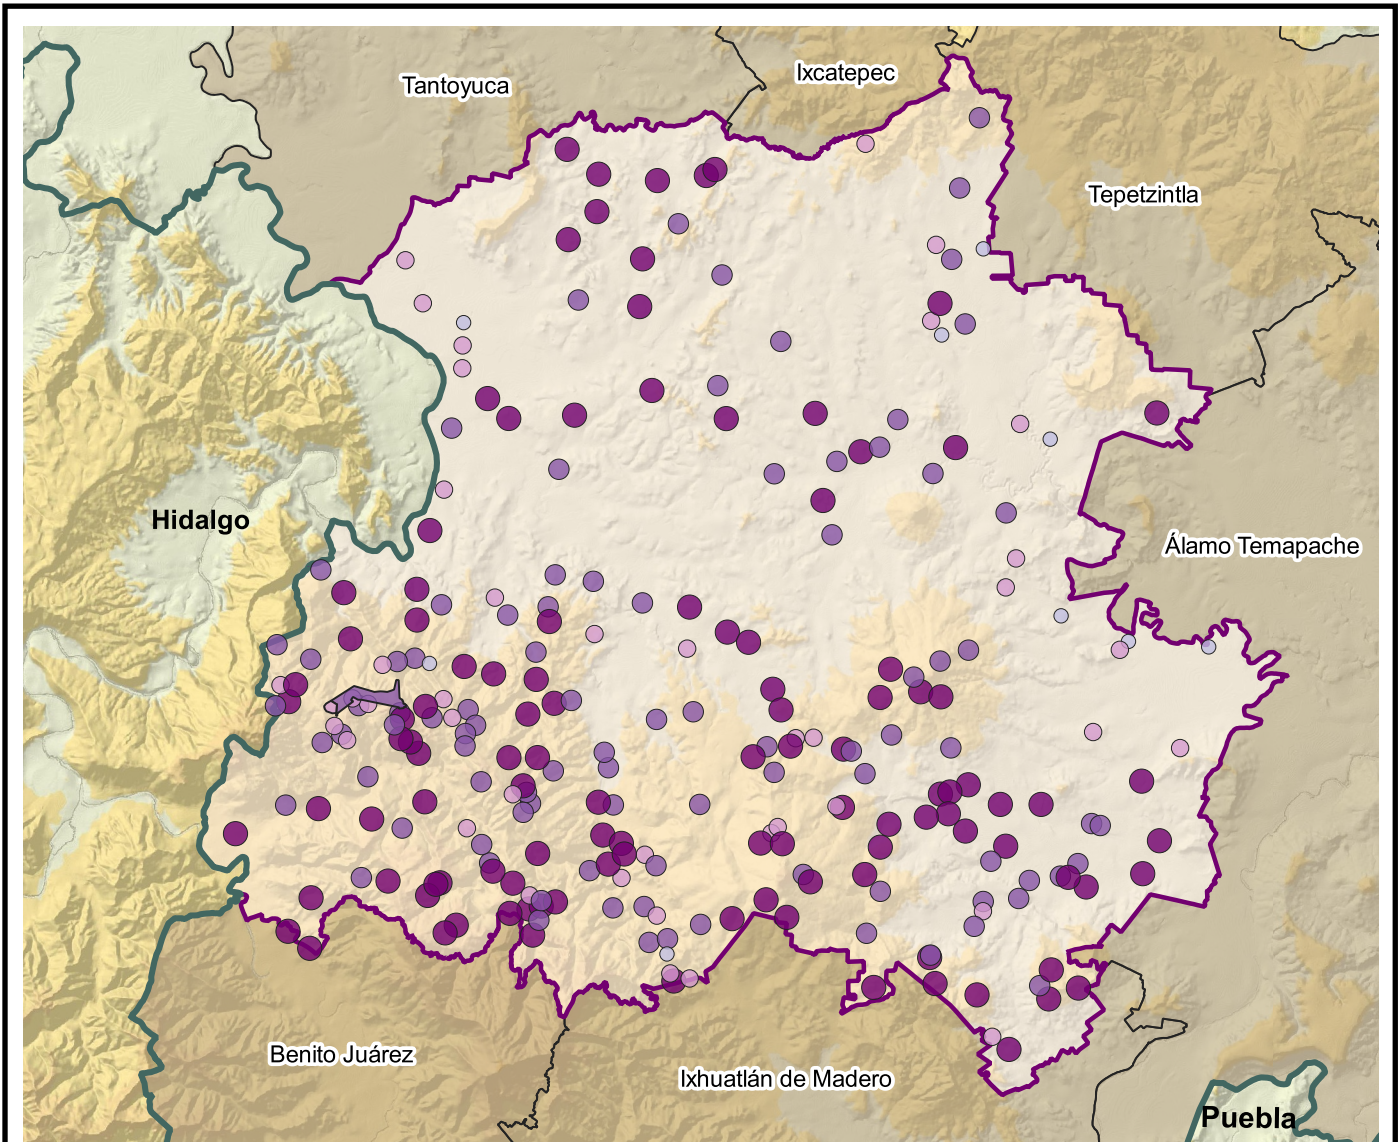 Ixcatepec
Tantoyuca
Tepetzintla
Hidalgo
Álamo Temapache
Benito Juárez
Ixhuatlán de Madero
Puebla